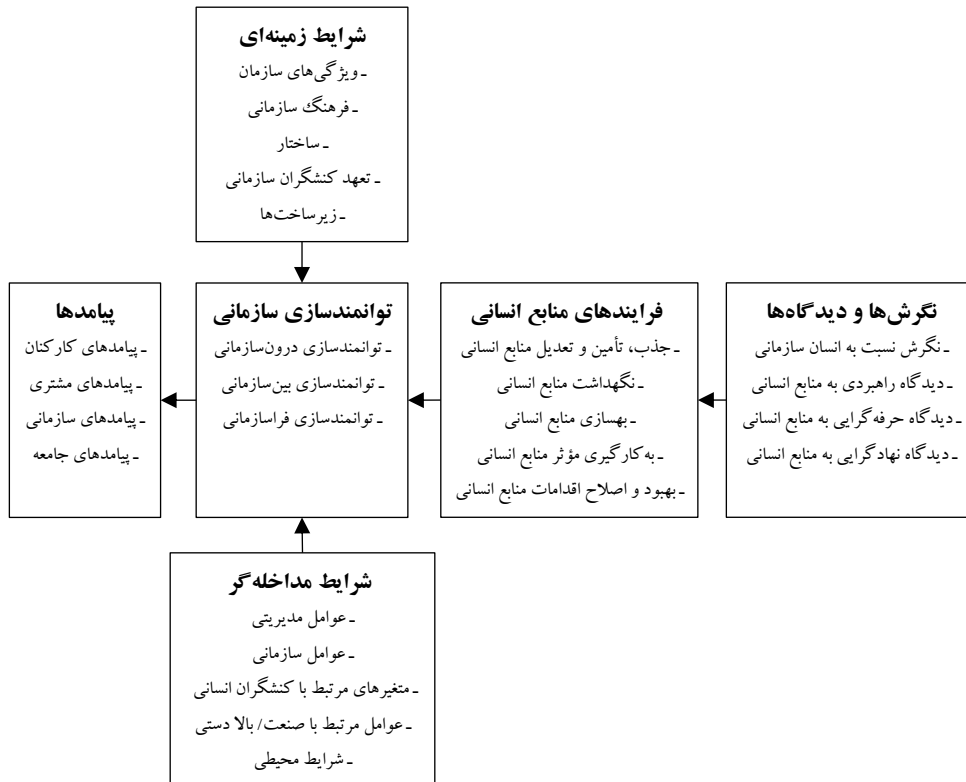 شرایط زمینه‌ای
ـ ویژگی‌های سازمان
ـ فرهنگ سازمانی
ـ ساختار
ـ تعهد کنشگران سازمانی
ـ زیرساخت‌ها
نگرش‌ها و دیدگاه‌ها
ـ نگرش نسبت به انسان سازمانی
ـ دیدگاه راهبردی به منابع انسانی
ـ دیدگاه حرفه‌گرایی به منابع انسانی
ـ دیدگاه نهادگرایی به منابع انسانی
فرایندهای منابع انسانی
ـ جذب، تأمین و تعدیل منابع انسانی
ـ نگهداشت منابع انسانی
ـ بهسازی منابع انسانی
ـ به‌کارگیری مؤثر منابع انسانی
ـ بهبود و اصلاح اقدامات منابع انسانی
توانمندسازی سازمانی
ـ توانمندسازی درون‌سازمانی
ـ توانمندسازی بین‌سازمانی
ـ توانمندسازی فراسازمانی
پیامدها
ـ پیامدهای کارکنان
ـ پیامدهای مشتری
ـ پیامدهای سازمانی
ـ پیامدهای جامعه
شرایط مداخله‌گر
ـ عوامل مدیریتی
ـ عوامل سازمانی
ـ متغیرهای مرتبط با کنشگران انسانی
ـ عوامل مرتبط با صنعت/ بالا دستی
ـ شرایط محیطی